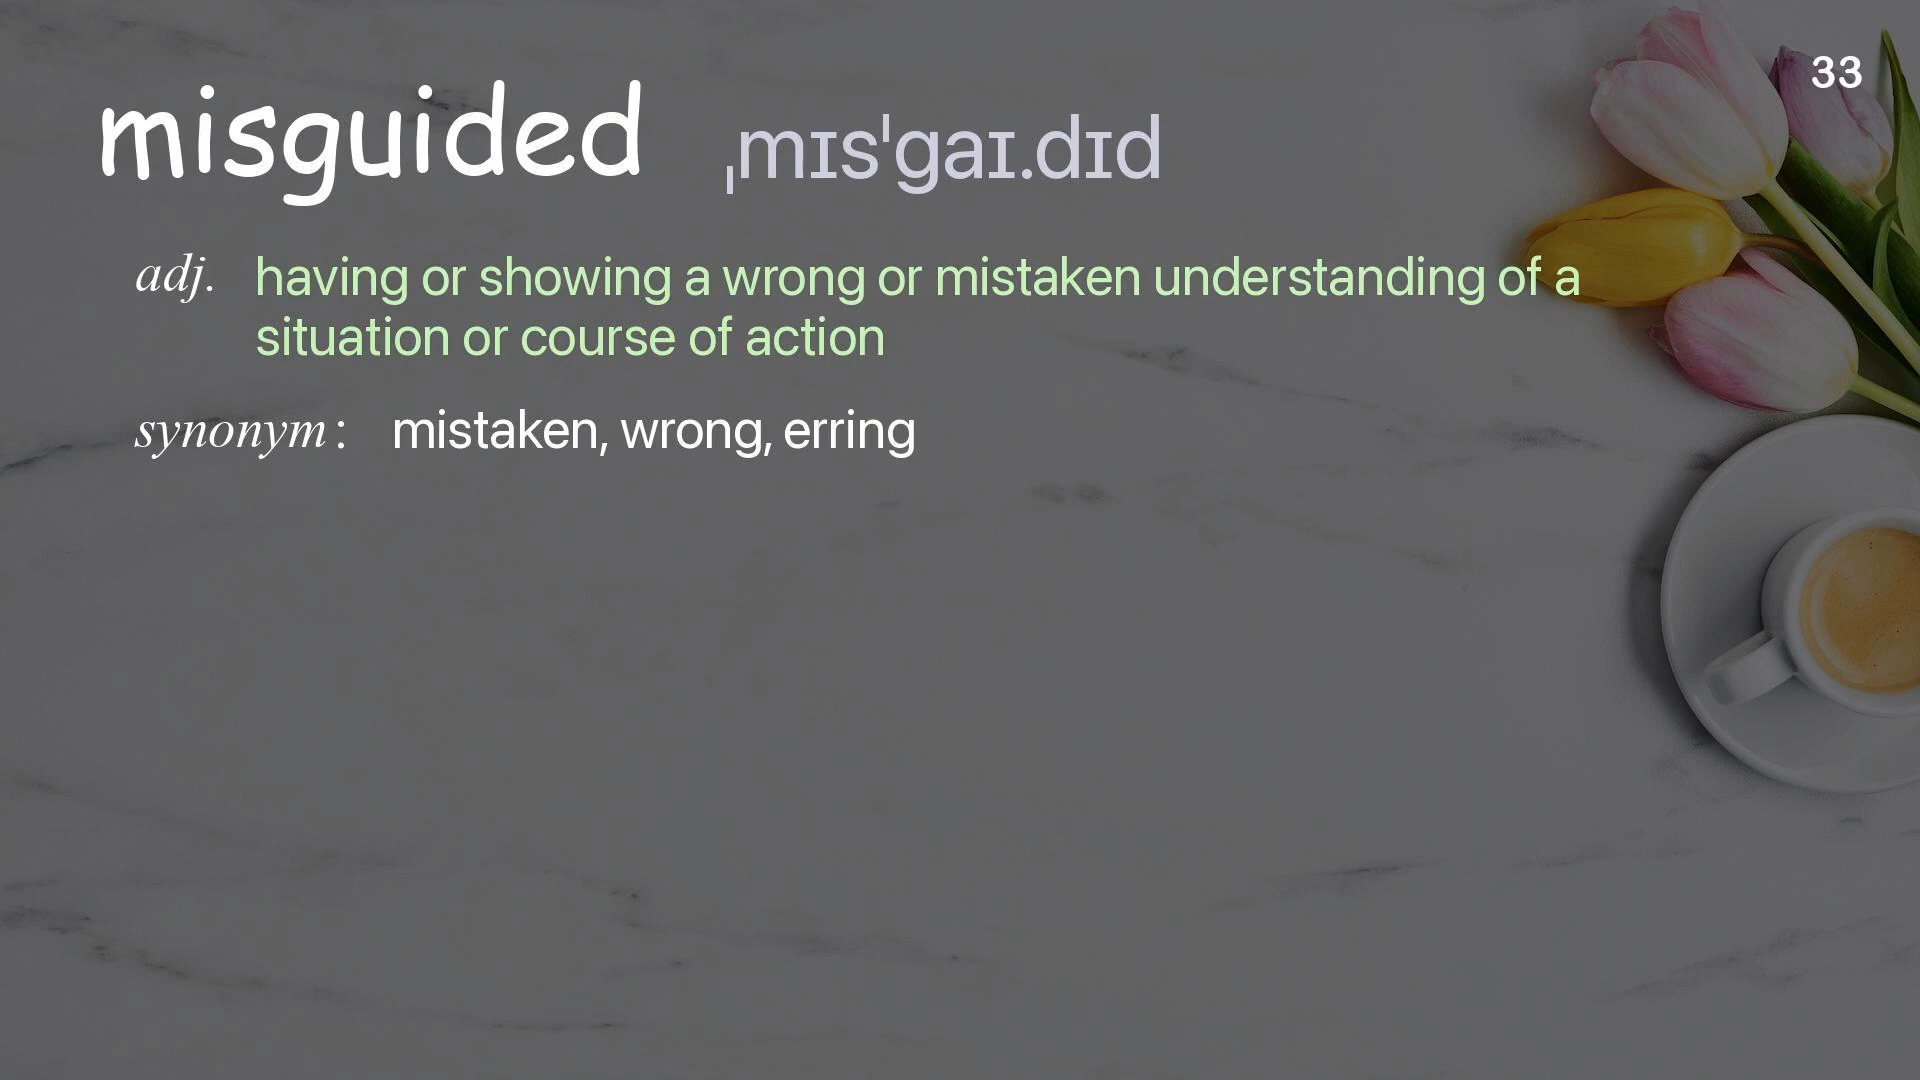 33
misguided ˌmɪsˈgaɪ.dɪd
adj. having or showing a wrong or mistaken understanding of a
situation or course of action
synonym: mistaken, wrong, erring